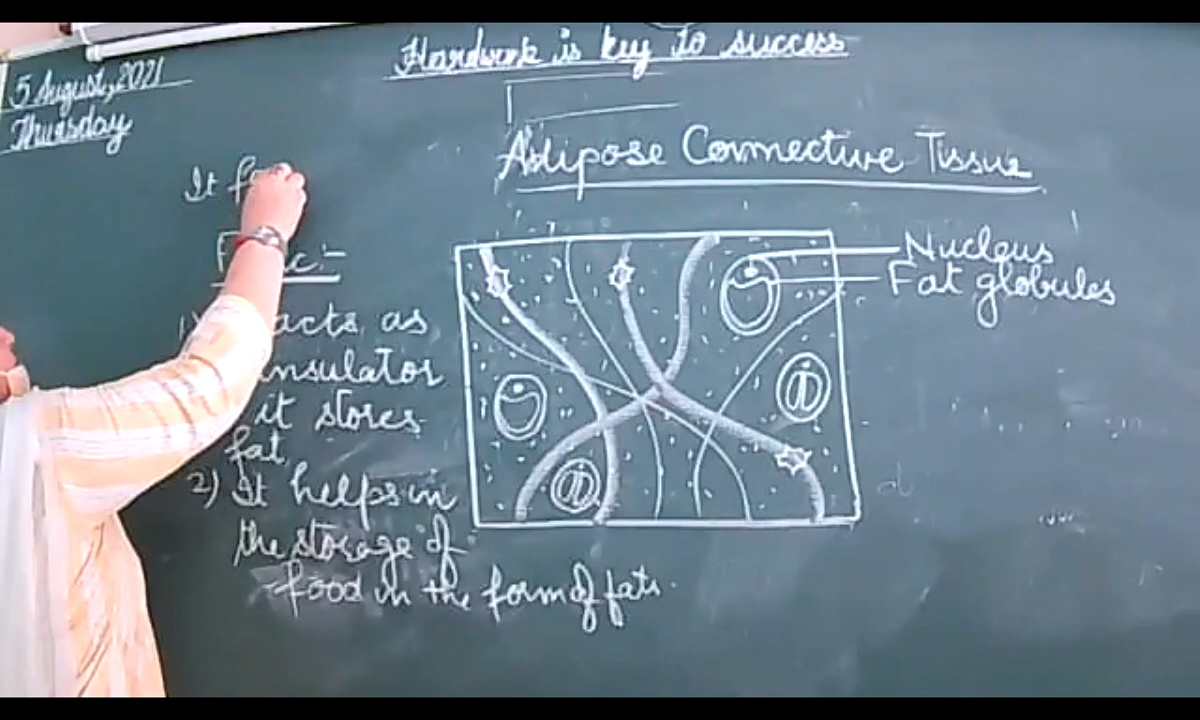 Hardwork is key to success
5 August, 2021
Thursday
Adipose Connective Tissue
It
Nucleus
Fat globules
acts as
insulator
it stores
fat
2) It helps in
the storage of
food in the form of fats.